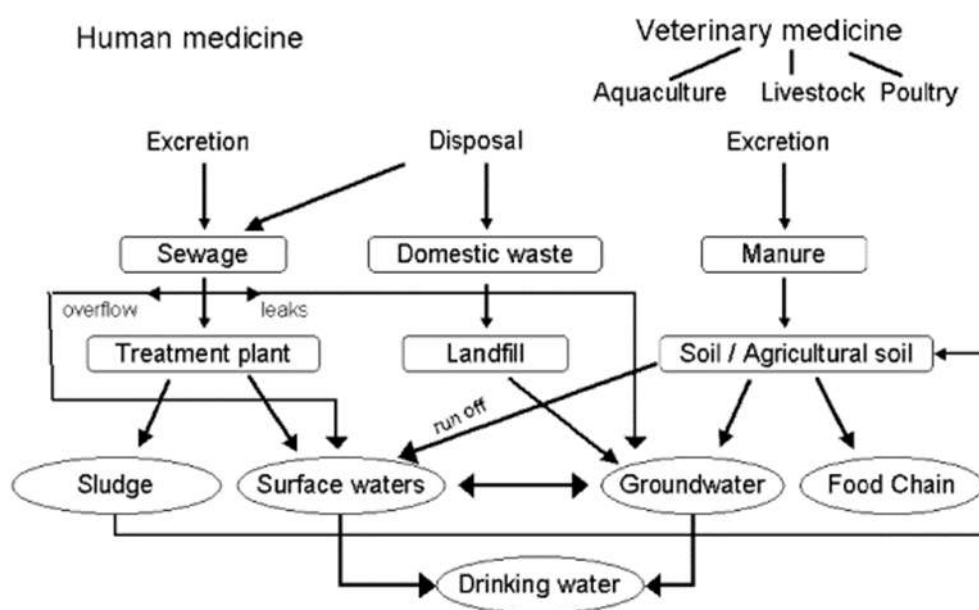 Human medicine
Veterinary medicine
Aquaculture Livestock Poultry
Excretion Disposal Excretion
Sewage Domestic waste Manure
overflow leaks
Treatment plant Landfill Soil / Agricultural soil
run off
Sludge Surface waters Groundwater Food Chain
Drinking water